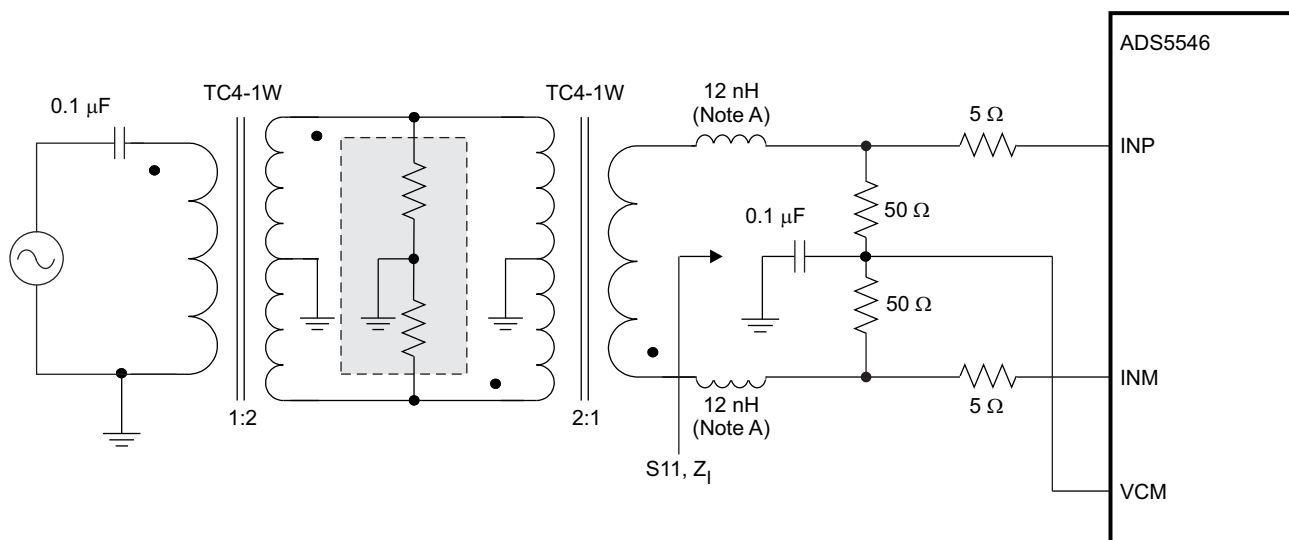 ADS5546
0.1 μF
TC4-1W
TC4-1W
12 nH
(Note A)
5 Ω
INP
50 Ω
0.1 μF
50 Ω
INM
5 Ω
12 nH
(Note A)
1:2
2:1
S11, ZI
VCM